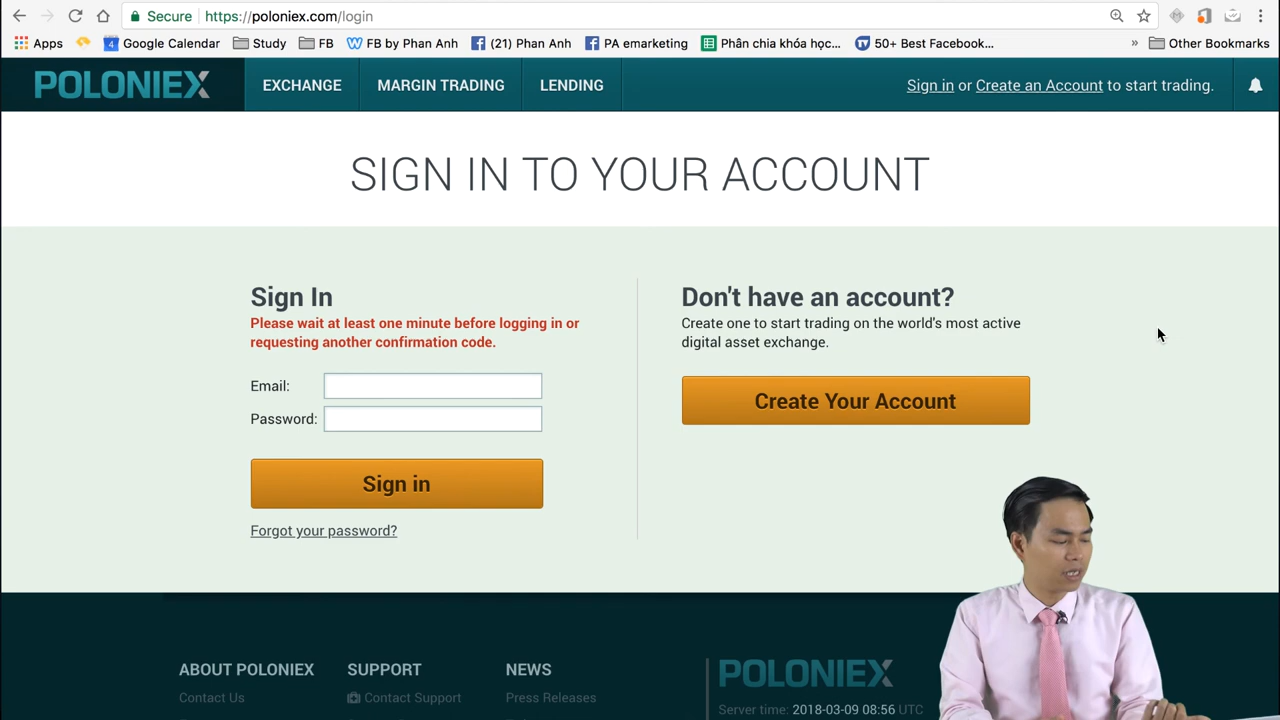 Secure https://poloniex.com/login
Apps 4 Google Calendar Study FB FB by Phan Anh (21) Phan Anh PA emarketing Phân chia khóa học... 50+ Best Facebook... » Other Bookmarks
POLONIEX EXCHANGE MARGIN TRADING LENDING Sign in or Create an Account to start trading.
SIGN IN TO YOUR ACCOUNT
Sign In
Please wait at least one minute before logging in or
requesting another confirmation code.
Email:
Password:
Sign in
Forgot your password?
Don't have an account?
Create one to start trading on the world's most active
digital asset exchange.
Create Your Account
ABOUT POLONIEX SUPPORT NEWS POLONIEX
Contact Us Contact Support Press Releases
Server time: 2018-03-09 08:56 UTC